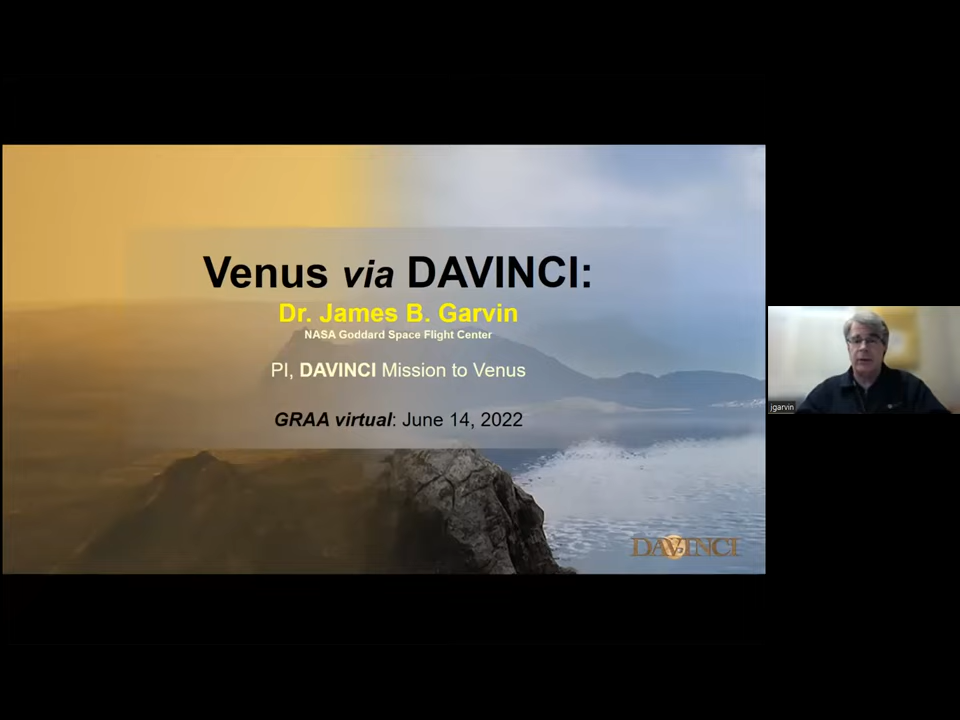 Venus via DAVINCI:
Dr. James B. Garvin
NASA Goddard Space Flight Center
PI, DAVINCI Mission to Venus
GRAA virtual: June 14, 2022
DAVINCI
jgarvin